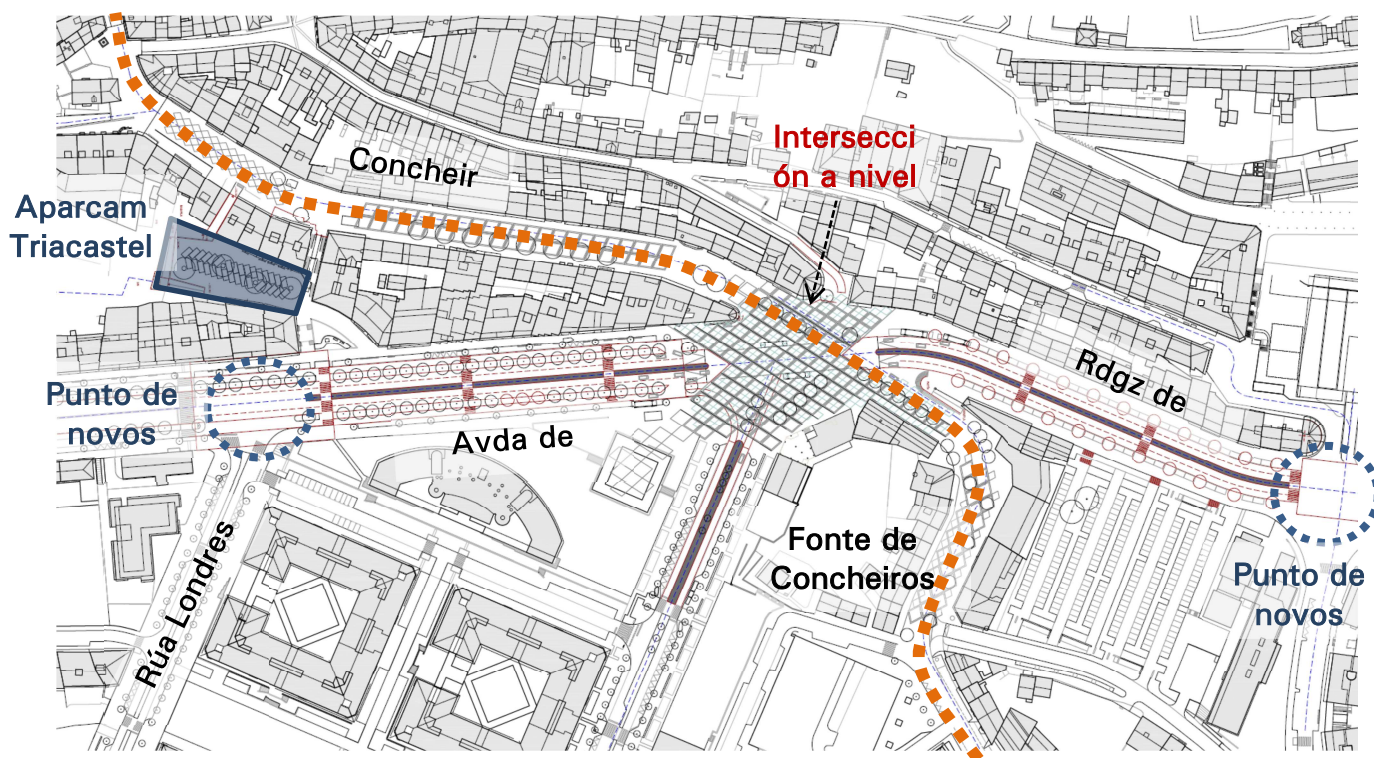 Concheir
Intersecci
ón a nivel
Aparcam
Triacastel
Rdgz de
Punto de
novos
Avda de
Rúa Londres
Fonte de
Concheiros
Punto de
novos